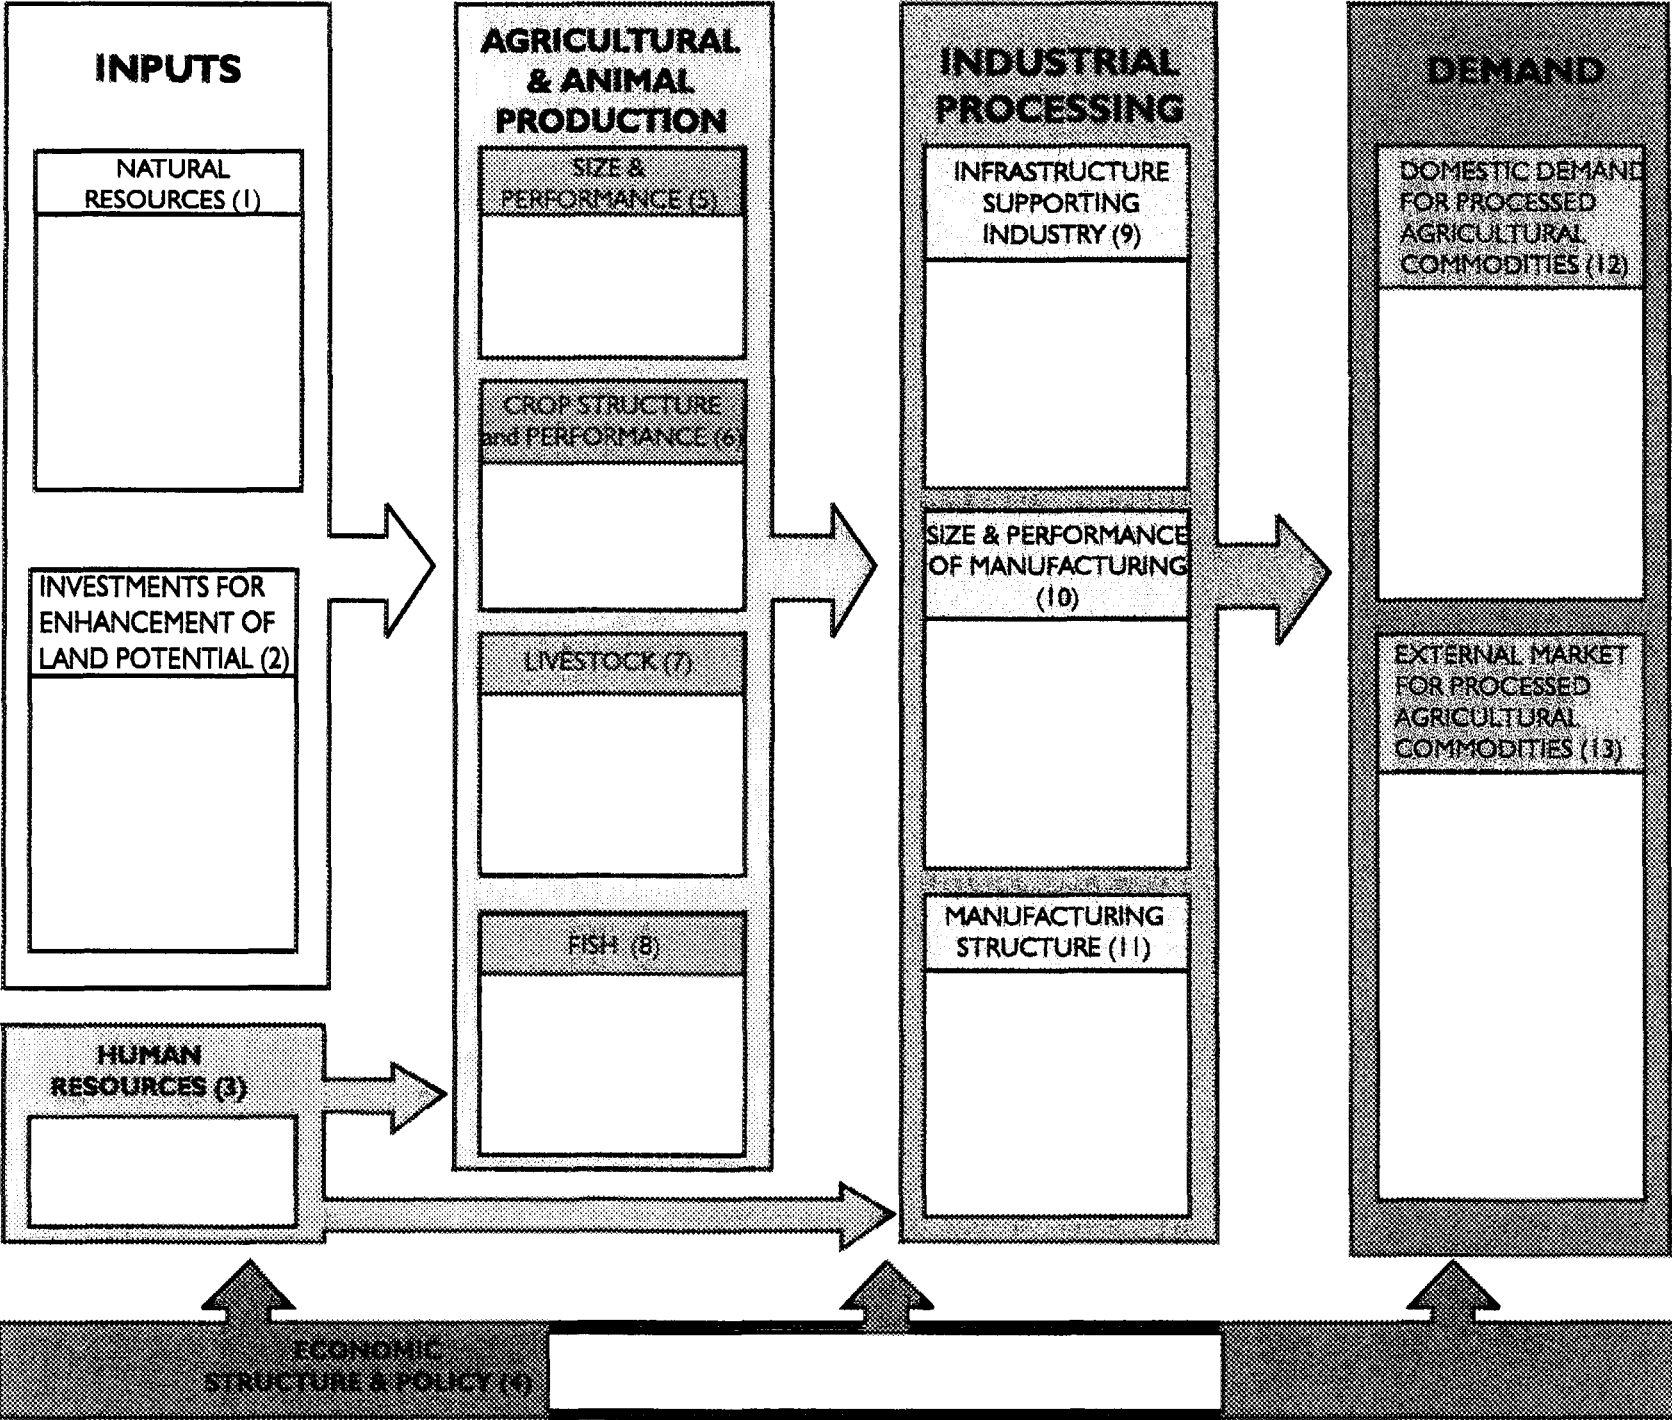 INPUTS
NATURAL
RESOURCES (1)
INVESTMENTS FOR
ENHANCEMENT OF
LAND POTENTIAL (2)
HUMAN
RESOURCES (3)
AGRICULTURAL
& ANIMAL
PRODUCTION
SIZE &
PERFORMANCE (5)
CROP STRUCTURE
and PERFORMANCE (6)
LIVESTOCK (7)
FISH (8)
INDUSTRIAL
PROCESSING
INFRASTRUCTURE
SUPPORTING
INDUSTRY (9)
SIZE & PERFORMANCE
OF MANUFACTURING
(10)
MANUFACTURING
STRUCTURE (11)
DEMAND
DOMESTIC DEMAND
FOR PROCESSED
AGRICULTURAL
COMMODITIES (12)
EXTERNAL MARKET
FOR PROCESSED
AGRICULTURAL
COMMODITIES (13)
ECONOMIC
STRUCTURE & POLICY (4)